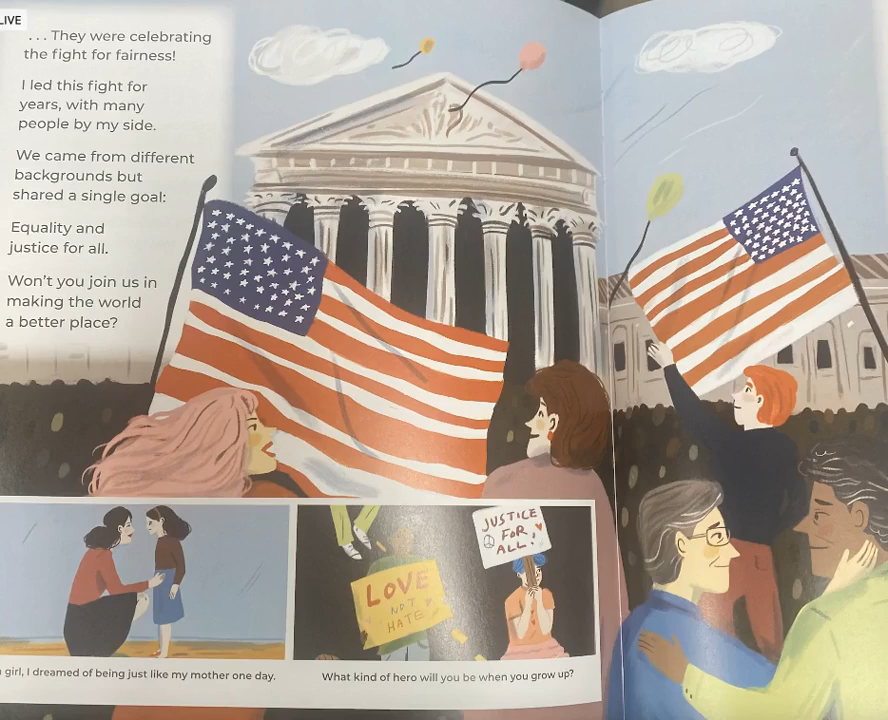 LIVE
. . . They were celebrating
the fight for fairness!
I led this fight for
years, with many
people by my side.
We came from different
backgrounds but
shared a single goal:
Equality and
justice for all.
Won't you join us in
making the world
a better place?
JUSTICE
FOR
ALL!
LOVE
NOT
HATE
girl, I dreamed of being just like my mother one day.
What kind of hero will you be when you grow up?